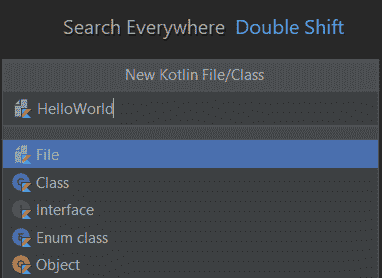 Search Everywhere Double Shift
New Kotlin File/Class
HelloWorld
File
Class
Interface
Enum class
Object